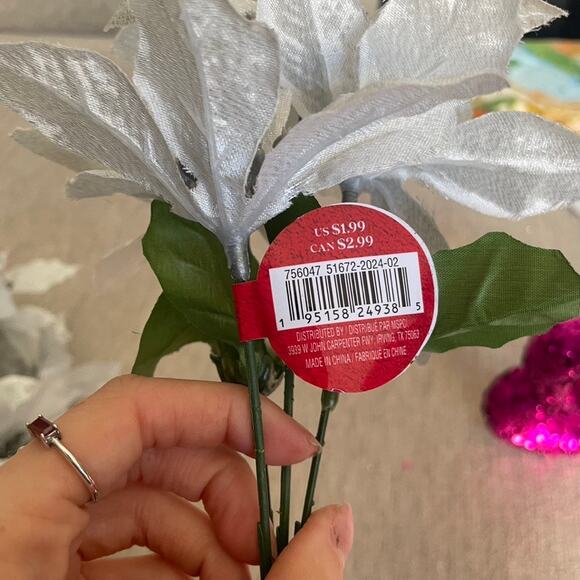 US $1.99
CAN $2.99
756047 51672-2024-02
1 95158 24938 5
DISTRIBUTED BY / DISTRIBUÉ PAR MSPCI
3939 W JOHN CARPENTER FWY, IRVING, TX 75063
MADE IN CHINA / FABRIQUÉ EN CHINE